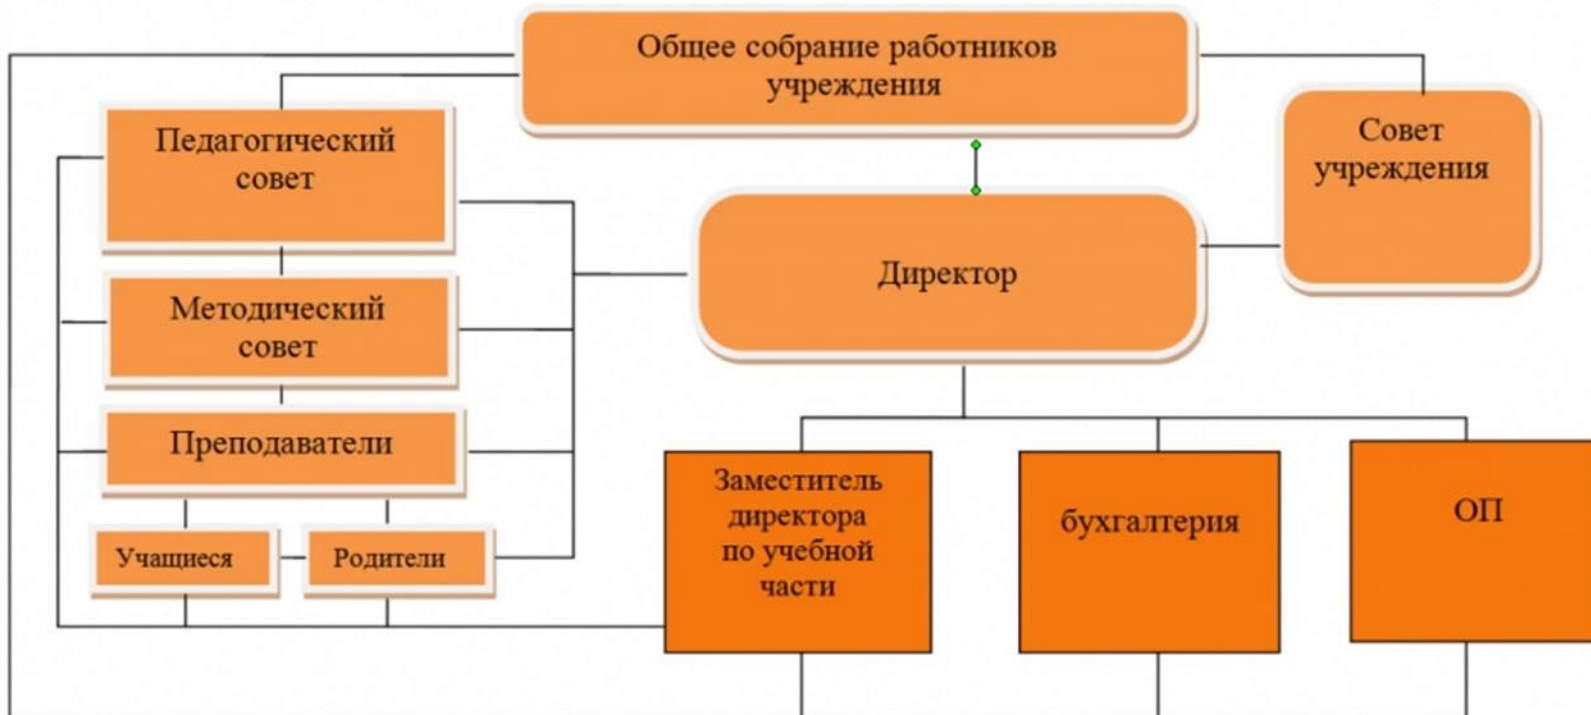 Общее собрание работников
учреждения
Совет
учреждения
Педагогический
совет
Директор
Методический
совет
Преподаватели
Учащиеся
Родители
Заместитель
директора
по учебной
части
бухгалтерия
ОП